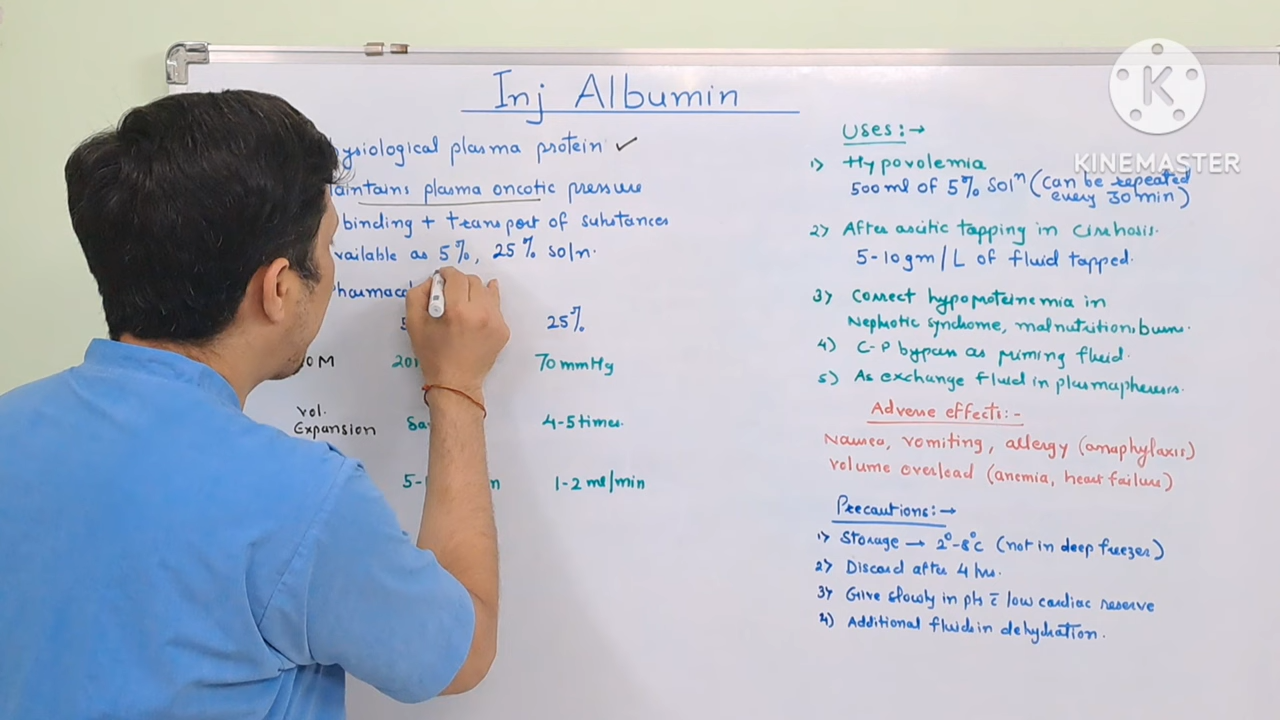 Inj Albumin
ysiological plasma protein ✓
aintains plasma oncotic pressure
binding + transport of substances
vailable as 5%, 25% soln.
25%
70 mmHg
Vol.
Expansion
4-5 times.
1-2 ml/min
Uses:→
1) Hypovolemia
500 ml of 5% solⁿ (can be repeated
every 30 min)
2) After ascitic tapping in cirrhosis.
5-10gm/L of fluid tapped.
3) Correct hypoproteinemia in
Nephrotic syndrome, malnutrition, burns.
4) C-P bypass as priming fluid.
5) As exchange fluid in plasmapheresis.
Adverse effects:-
Nausea, vomiting, allergy (anaphylaxis)
volume overload (anemia, heart failure)
Precautions:→
1) Storage → 2°-8°c (not in deep freezer)
2) Discard after 4 hrs.
3) Give slowly in pts c̄ low cardiac reserve
4) Additional fluids in dehydration.
KINEMASTER